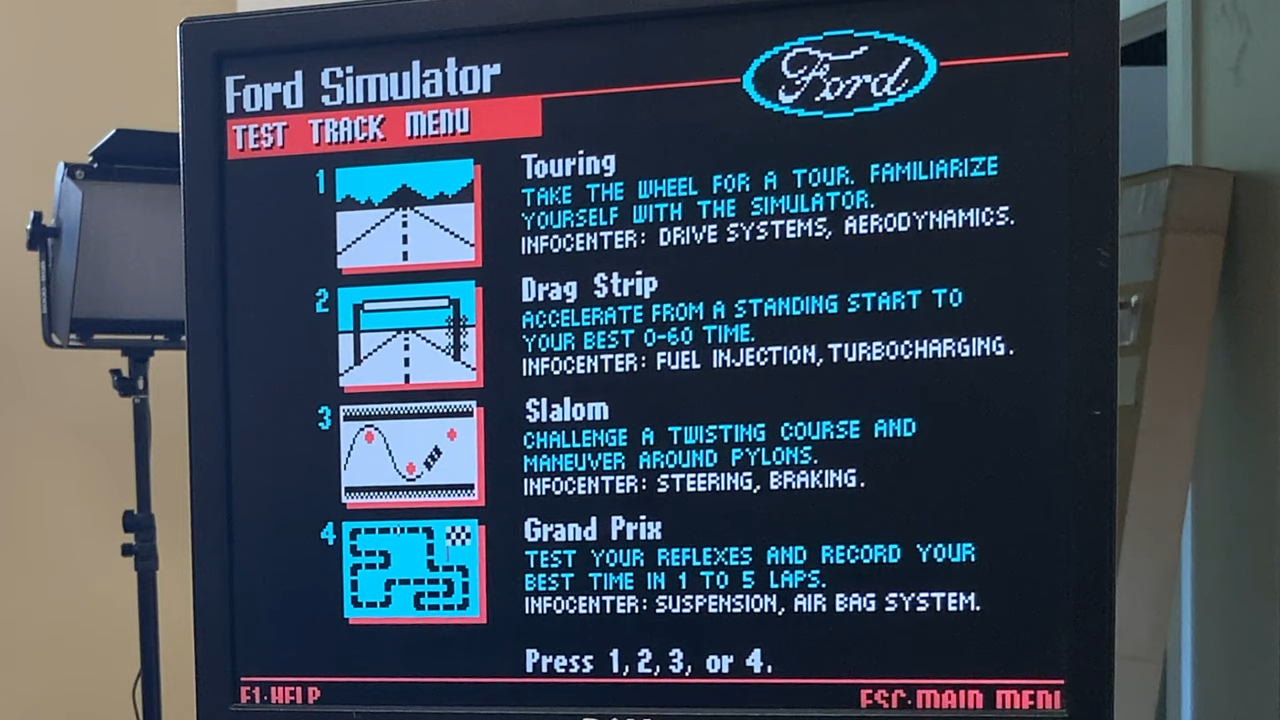 Ford Simulator
Ford
TEST TRACK MENU
1
Touring
TAKE THE WHEEL FOR A TOUR. FAMILIARIZE
YOURSELF WITH THE SIMULATOR.
INFOCENTER: DRIVE SYSTEMS, AERODYNAMICS.
2
Drag Strip
ACCELERATE FROM A STANDING START TO
YOUR BEST 0-60 TIME.
INFOCENTER: FUEL INJECTION, TURBOCHARGING.
3
Slalom
CHALLENGE A TWISTING COURSE AND
MANEUVER AROUND PYLONS.
INFOCENTER: STEERING, BRAKING.
4
Grand Prix
TEST YOUR REFLEXES AND RECORD YOUR
BEST TIME IN 1 TO 5 LAPS.
INFOCENTER: SUSPENSION, AIR BAG SYSTEM.
Press 1, 2, 3, or 4.
F1·HELP
ESC·MAIN MENU